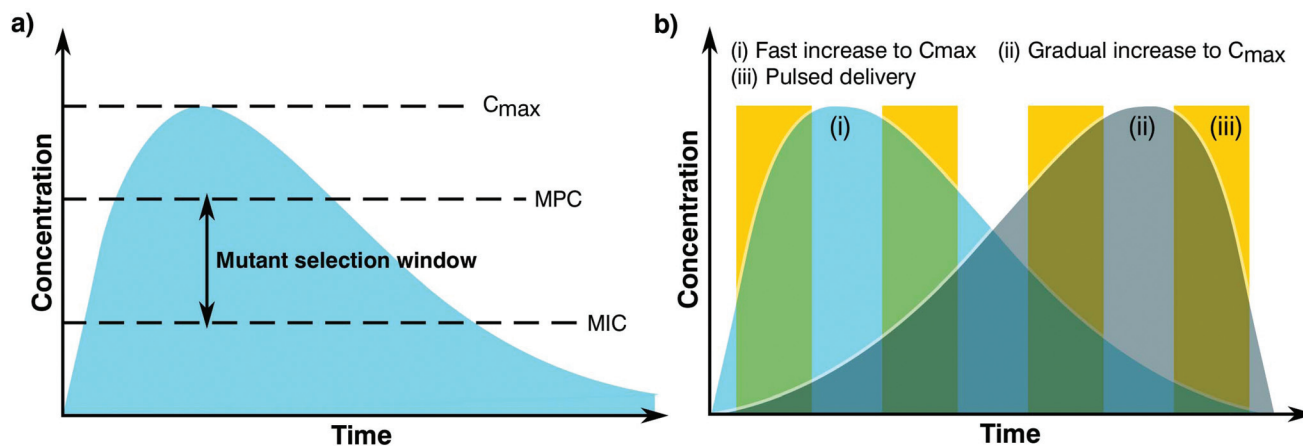 a)
Concentration
Cmax
MPC
Mutant selection window
MIC
Time
b)
(i) Fast increase to Cmax (ii) Gradual increase to Cmax
(iii) Pulsed delivery
Concentration
(i)
(ii)
(iii)
Time